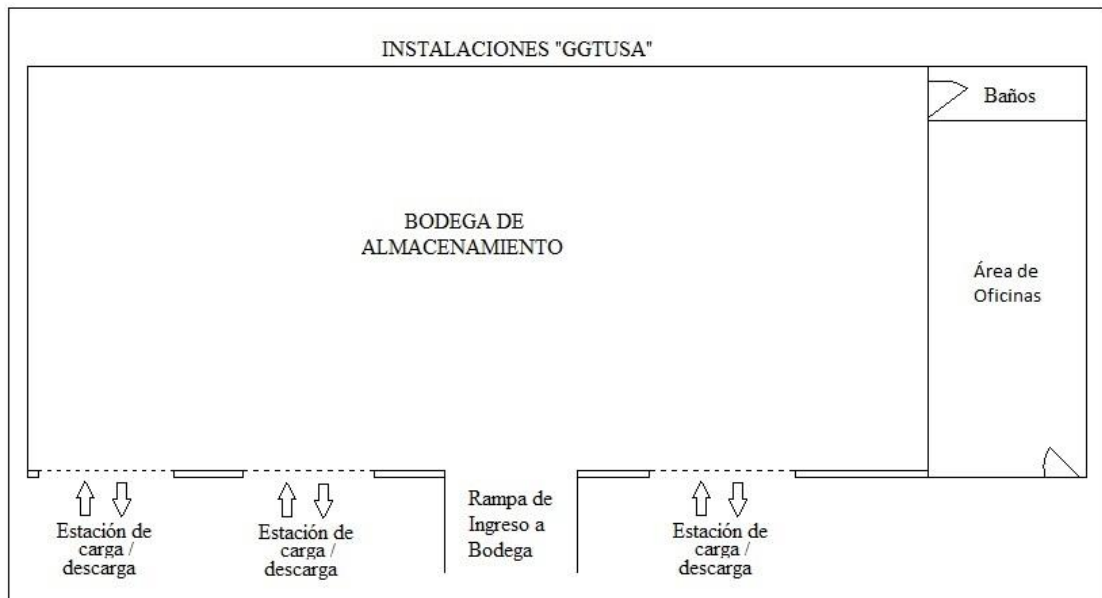 INSTALACIONES "GGTUSA"
Baños
BODEGA DE
ALMACENAMIENTO
Área de
Oficinas
Estación de
carga /
descarga
Estación de
carga /
descarga
Rampa de
Ingreso a
Bodega
Estación de
carga /
descarga